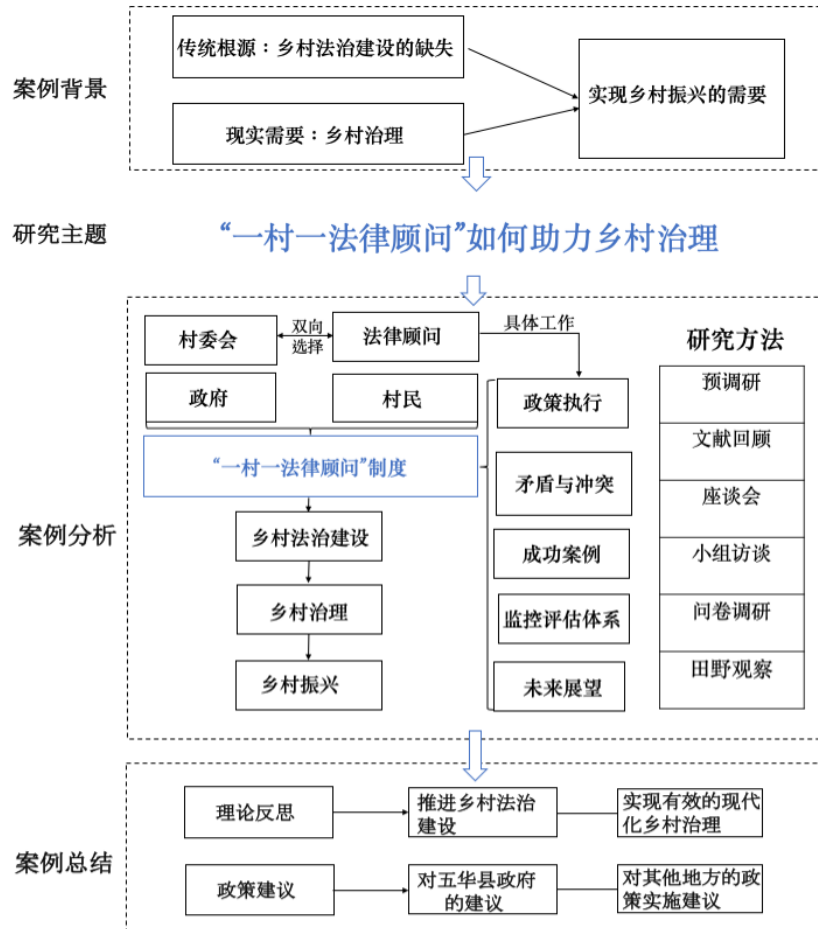 案例背景
传统根源：乡村法治建设的缺失
现实需要：乡村治理
实现乡村振兴的需要
研究主题
“一村一法律顾问”如何助力乡村治理
案例分析
村委会
双向
选择
法律顾问
具体工作
政府
村民
“一村一法律顾问”制度
乡村法治建设
乡村治理
乡村振兴
政策执行
矛盾与冲突
成功案例
监控评估体系
未来展望
研究方法
预调研
文献回顾
座谈会
小组访谈
问卷调研
田野观察
案例总结
理论反思
推进乡村法治
建设
实现有效的现代
化乡村治理
政策建议
对五华县政府
的建议
对其他地方的政
策实施建议